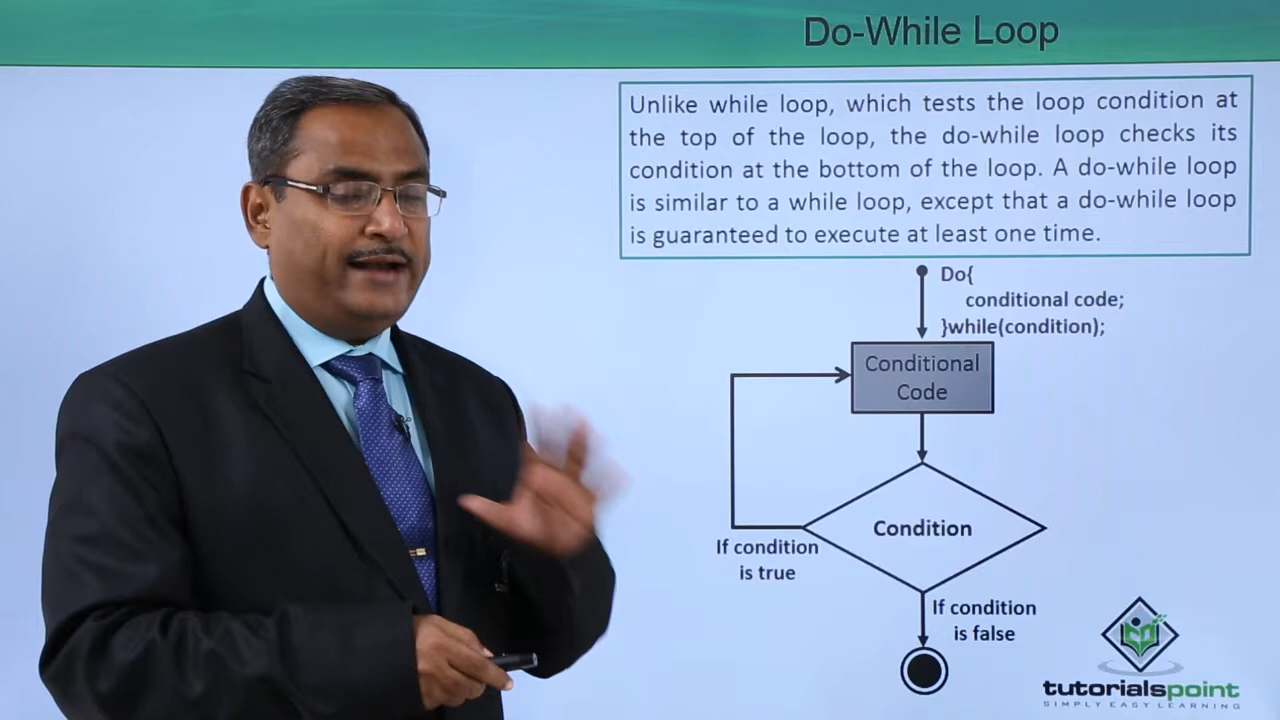 Do-While Loop
Unlike while loop, which tests the loop condition at
the top of the loop, the do-while loop checks its
condition at the bottom of the loop. A do-while loop
is similar to a while loop, except that a do-while loop
is guaranteed to execute at least one time.
Do{
conditional code;
}while(condition);
Conditional
Code
Condition
If condition
is true
If condition
is false
tutorialspoint
SIMPLY EASY LEARNING